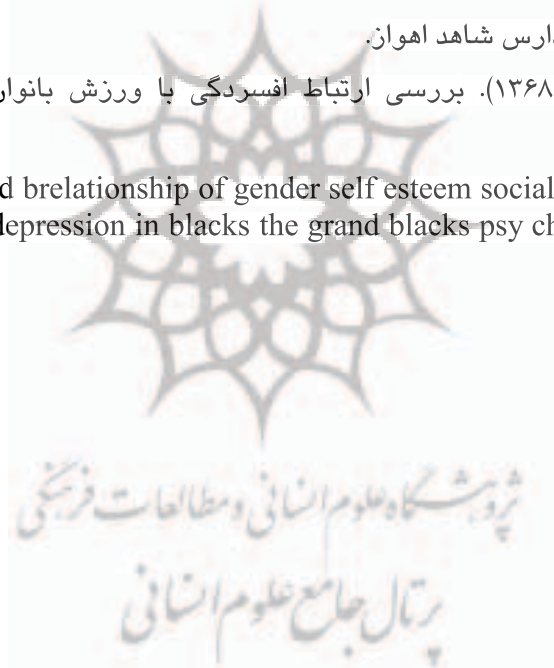 دارس شاهد اهواز.
۱۳۶۸). بررسی ارتباط افسردگی با ورزش بانوان
d brelationship of gender self esteem social
depression in blacks the grand blacks psy ch
پژوهشگاه علوم انسانی و مطالعات فرهنگی
پرتال جامع علوم انسانی